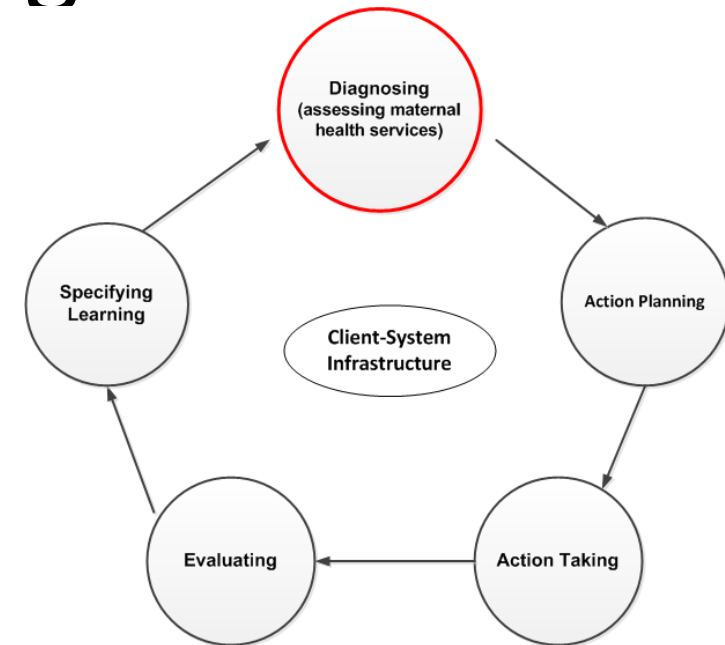 Diagnosing
(assessing maternal
health services)
Action Planning
Action Taking
Evaluating
Specifying
Learning
Client-System
Infrastructure